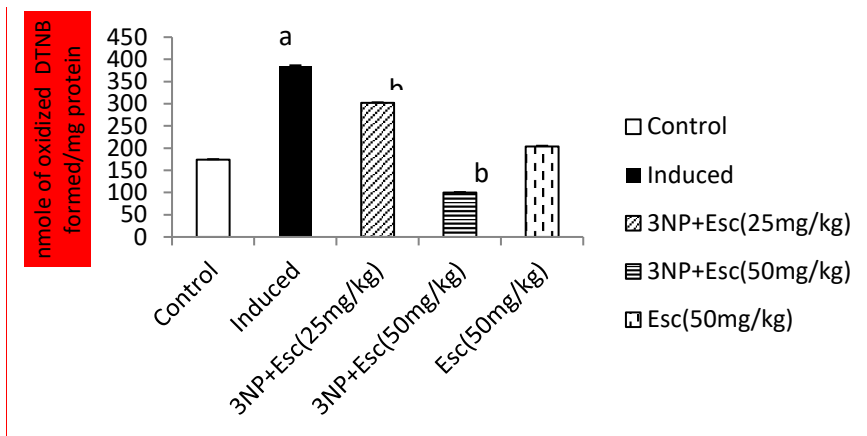 nmole of oxidized DTNB
formed/mg protein
450
400
350
300
250
200
150
100
50
0
a
b
b
Control
Induced
3NP+Esc(25mg/kg)
3NP+Esc(50mg/kg)
Esc(50mg/kg)
Control
Induced
3NP+Esc(25mg/kg)
3NP+Esc(50mg/kg)
Esc(50mg/kg)